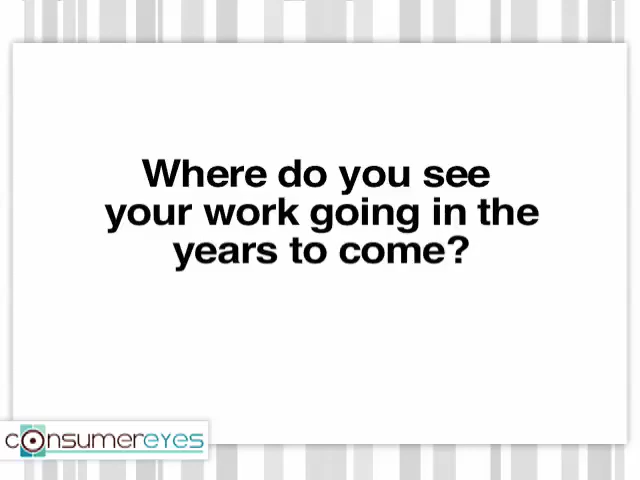 Where do you see
your work going in the
years to come?
consumereyes